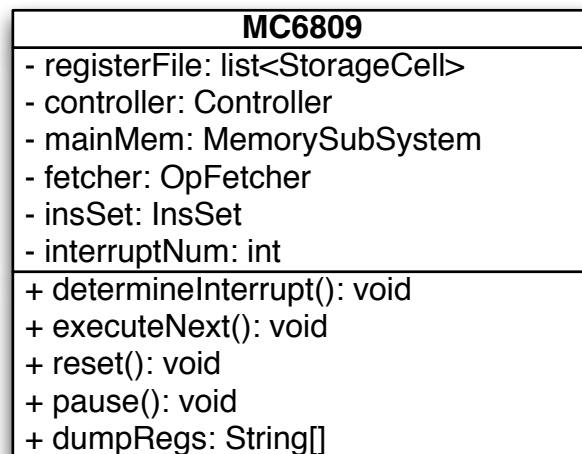 MC6809
- registerFile: list<StorageCell>
- controller: Controller
- mainMem: MemorySubSystem
- fetcher: OpFetcher
- insSet: InsSet
- interruptNum: int
+ determineInterrupt(): void
+ executeNext(): void
+ reset(): void
+ pause(): void
+ dumpRegs: String[]